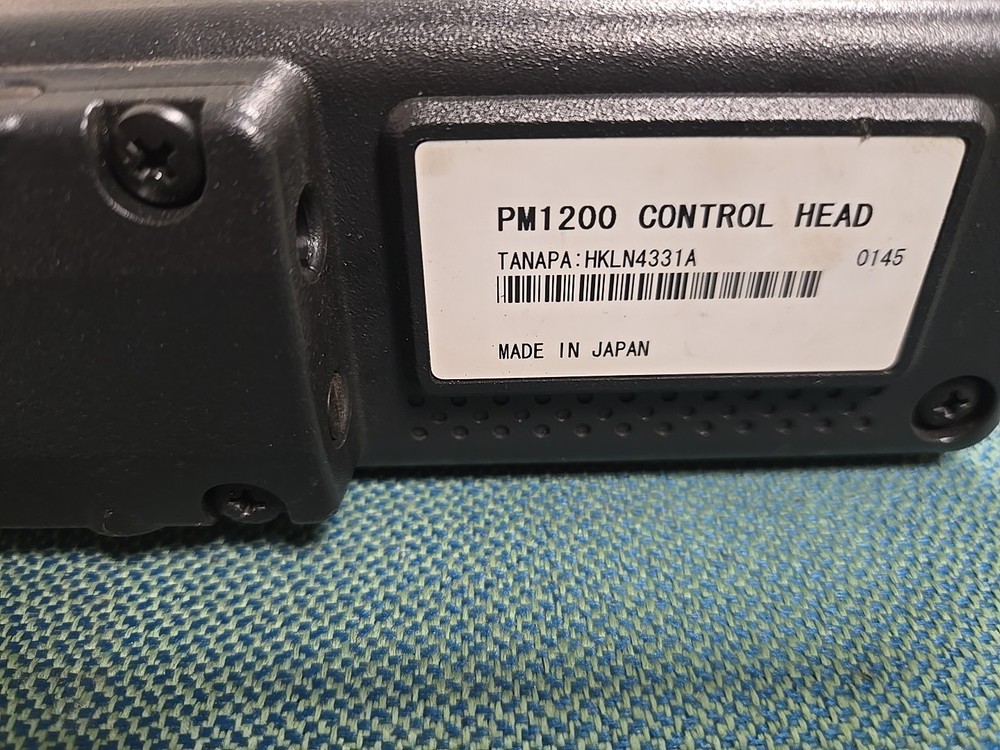 PM1200 CONTROL HEAD
TANAPA:HKLN4331A 0145
MADE IN JAPAN